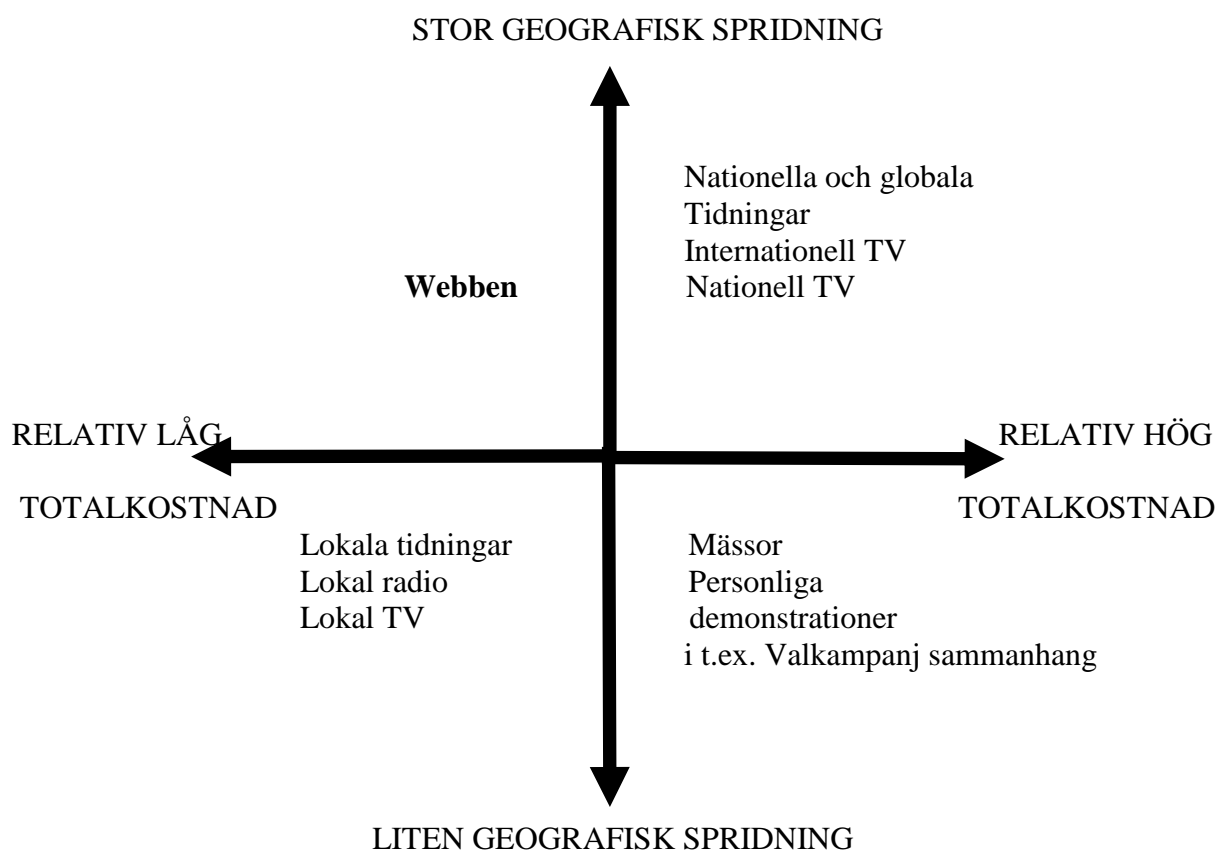 STOR GEOGRAFISK SPRIDNING
Nationella och globala
Tidningar
Internationell TV
Webben
Nationell TV
RELATIV LÅG
TOTALKOSTNAD
RELATIV HÖG
TOTALKOSTNAD
Lokala tidningar
Lokal radio
Lokal TV
Mässor
Personliga
demonstrationer
i t.ex. Valkampanj sammanhang
LITEN GEOGRAFISK SPRIDNING